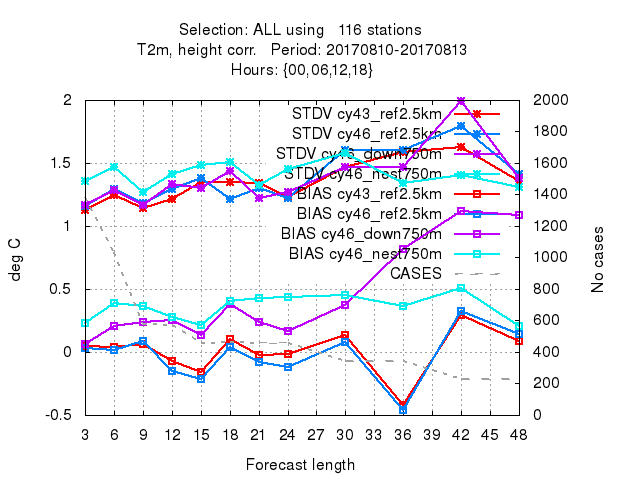 Selection: ALL using   116 stations
T2m, height corr.   Period: 20170810-20170813
Hours: {00,06,12,18}
2
1.5
1
0.5
0
-0.5
deg C
2000
1800
1600
1400
1200
1000
800
600
400
200
0
No cases
STDV cy43_ref2.5km
STDV cy46_ref2.5km
STDV cy46_down750m
STDV cy46_nest750m
BIAS cy43_ref2.5km
BIAS cy46_ref2.5km
BIAS cy46_down750m
BIAS cy46_nest750m
CASES
3 6 9 12 15 18 21 24 27 30 33 36 39 42 45 48
Forecast length